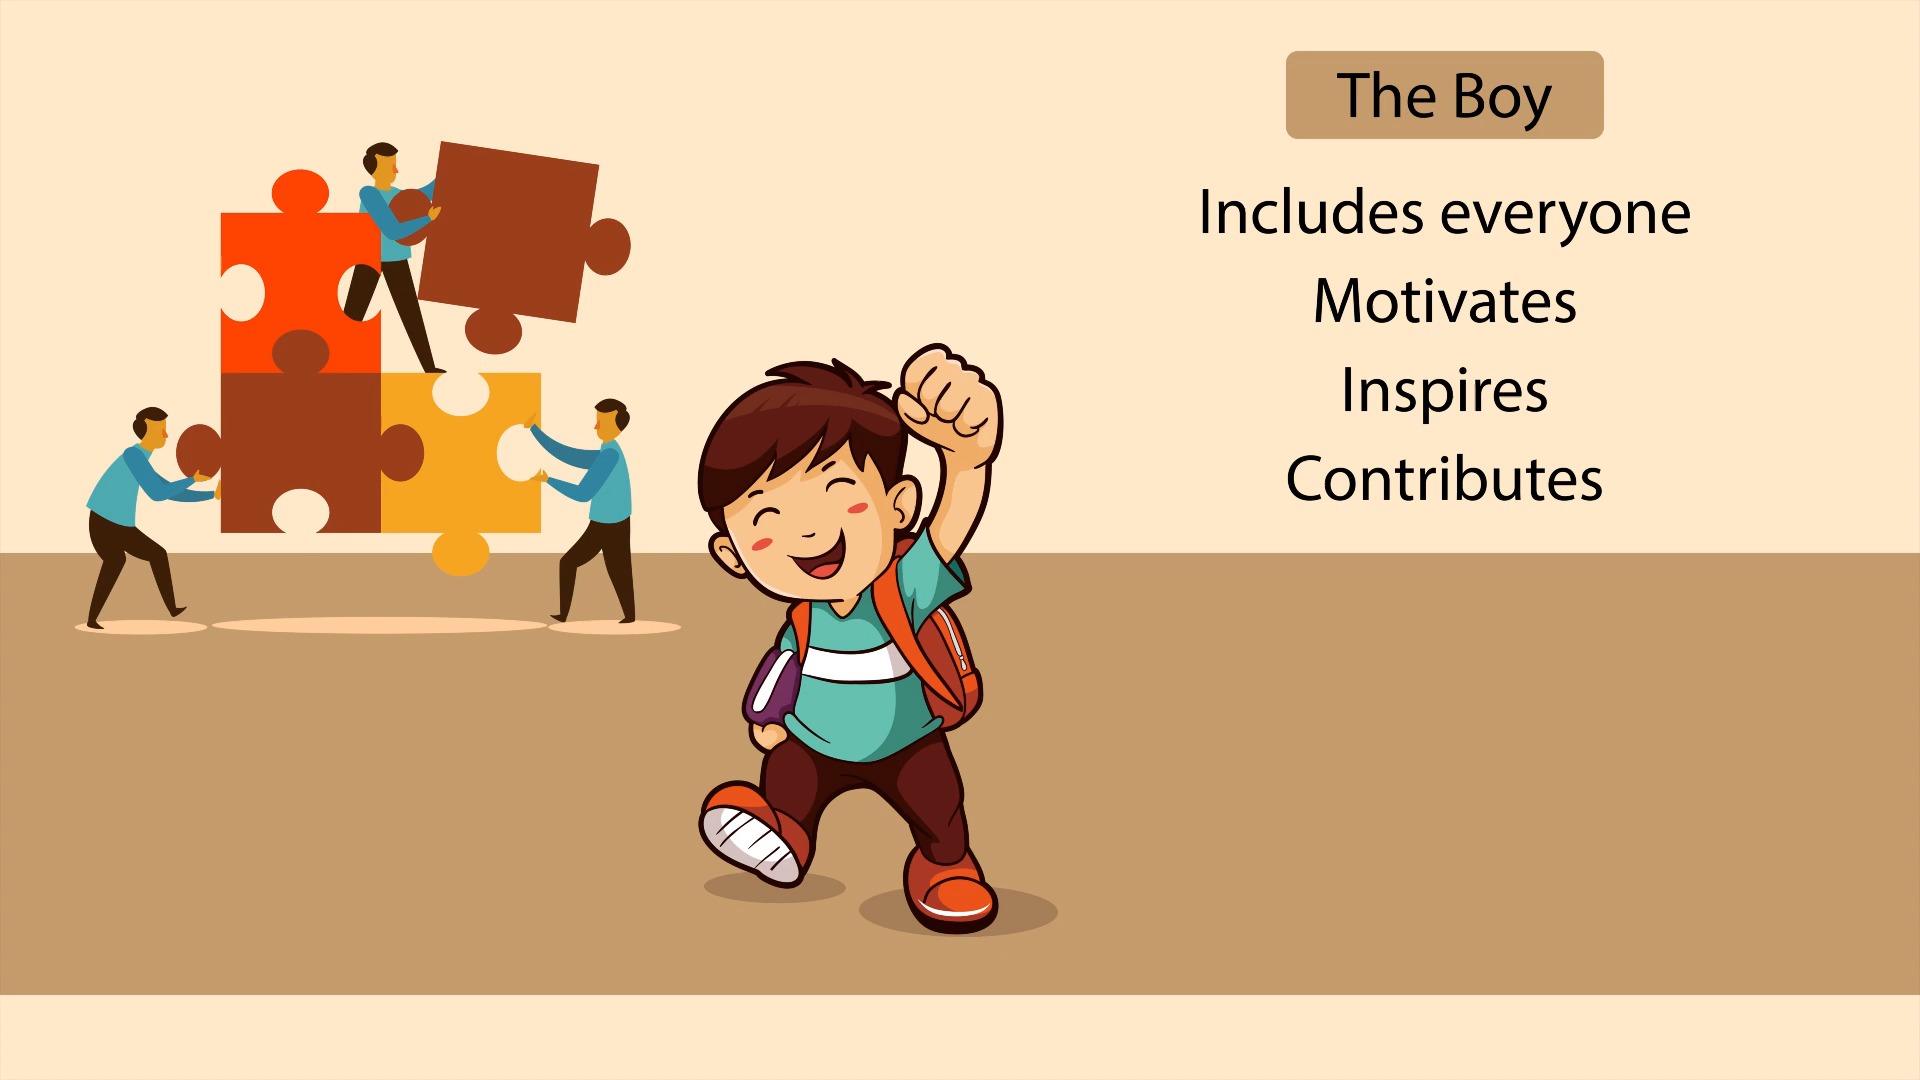 The Boy
Includes everyone
Motivates
Inspires
Contributes